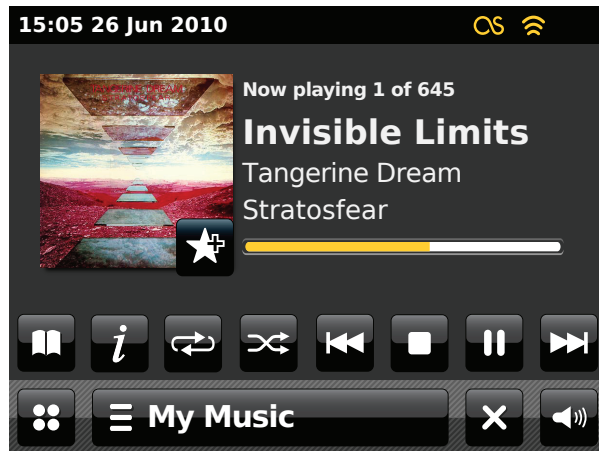 15:05 26 Jun 2010
Now playing 1 of 645
Invisible Limits
Tangerine Dream
Stratosfear
My Music